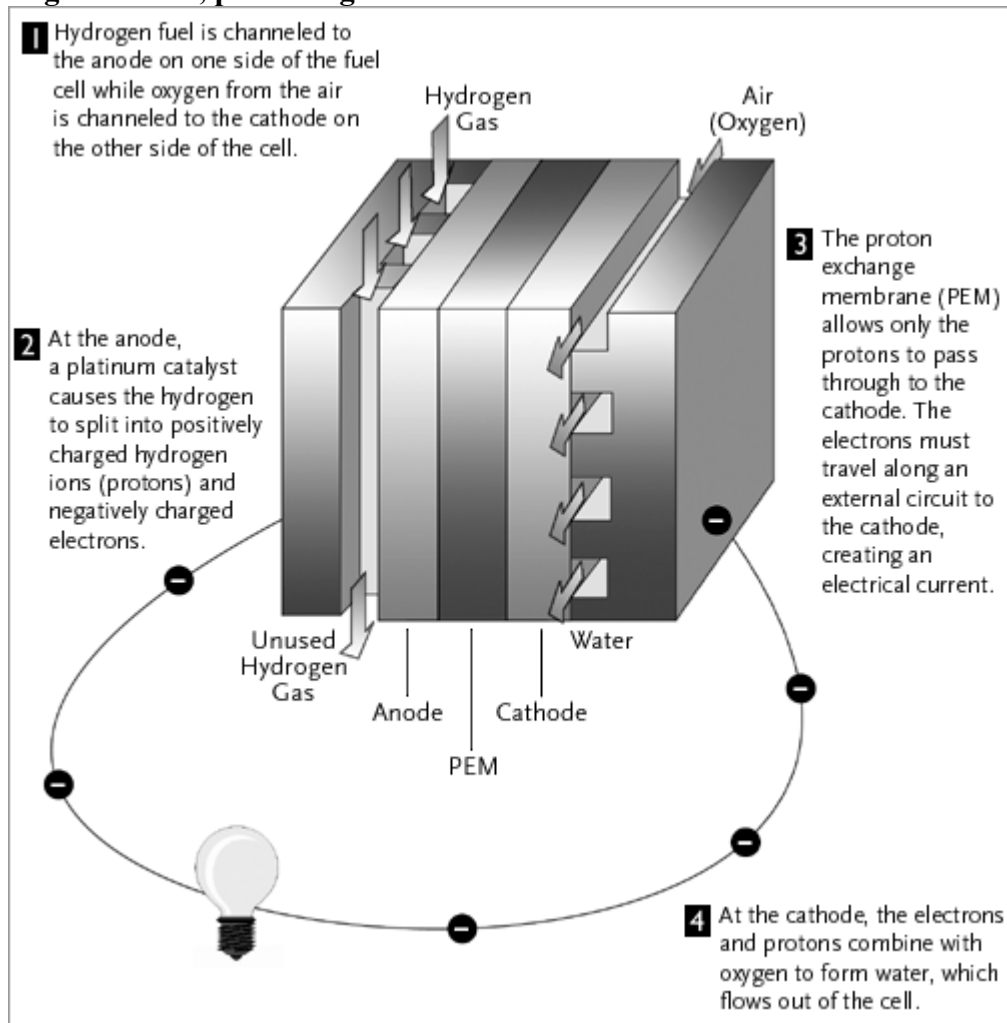 1 Hydrogen fuel is channeled to
the anode on one side of the fuel
cell while oxygen from the air
is channeled to the cathode on
the other side of the cell.
Hydrogen
Gas
Air
(Oxygen)
2 At the anode,
a platinum catalyst
causes the hydrogen
to split into positively
charged hydrogen
ions (protons) and
negatively charged
electrons.
3 The proton
exchange
membrane (PEM)
allows only the
protons to pass
through to the
cathode. The
electrons must
travel along an
external circuit to
the cathode,
creating an
electrical current.
Unused
Hydrogen
Gas
Anode
PEM
Cathode
Water
4 At the cathode, the electrons
and protons combine with
oxygen to form water, which
flows out of the cell.